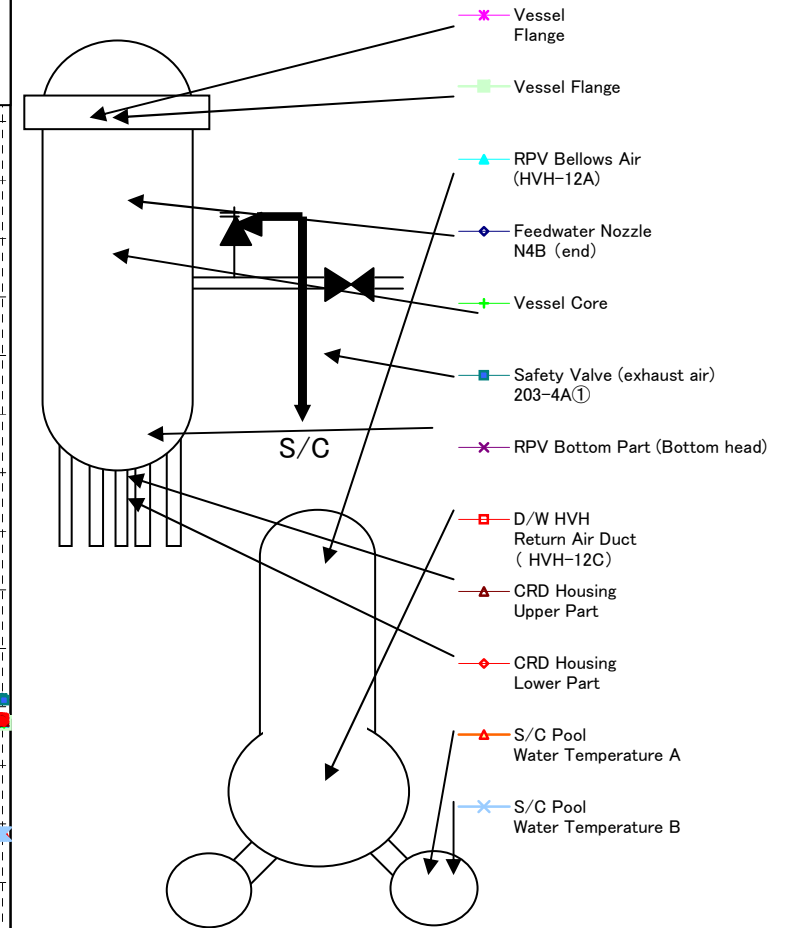 Vessel
Flange
Vessel Flange
RPV Bellows Air
(HVH-12A)
Feedwater Nozzle
N4B (end)
Vessel Core
Safety Valve (exhaust air)
203-4A①
S/C
RPV Bottom Part (Bottom head)
D/W HVH
Return Air Duct
( HVH-12C)
CRD Housing
Upper Part
CRD Housing
Lower Part
S/C Pool
Water Temperature A
S/C Pool
Water Temperature B